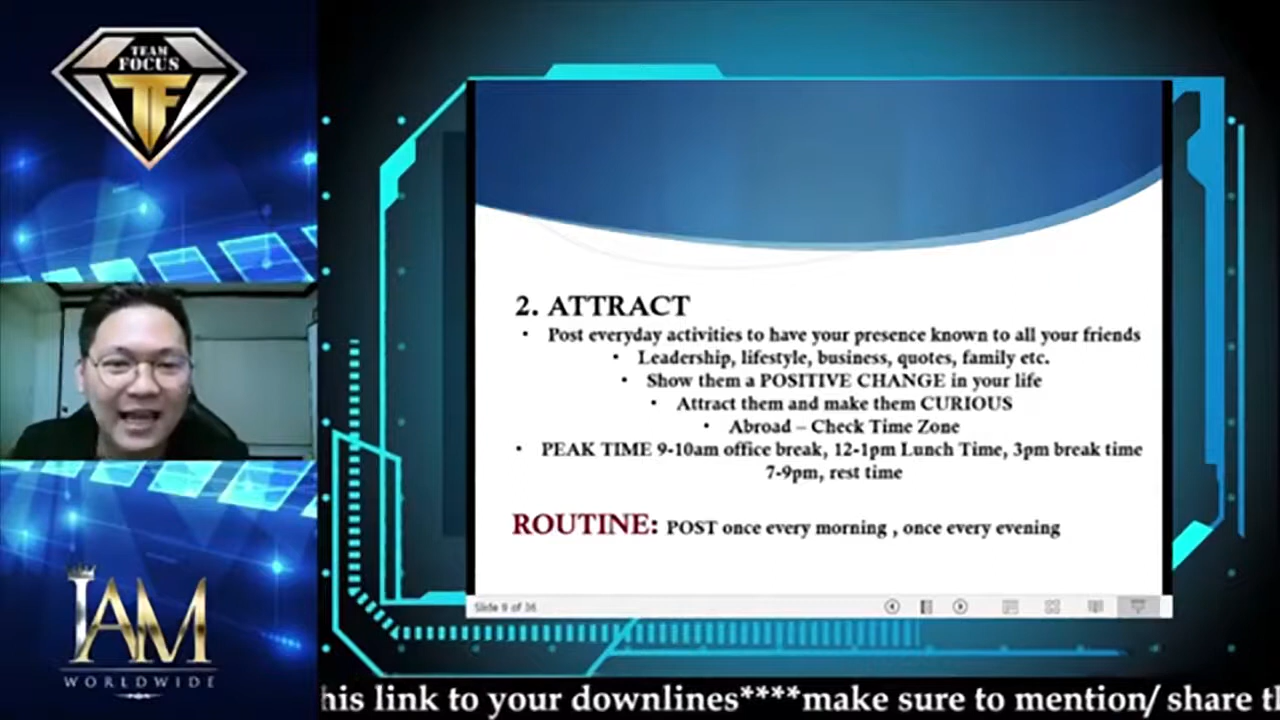 TEAM
FOCUS
TF
IAM
WORLDWIDE
2. ATTRACT
• Post everyday activities to have your presence known to all your friends
• Leadership, lifestyle, business, quotes, family etc.
• Show them a POSITIVE CHANGE in your life
• Attract them and make them CURIOUS
• Abroad – Check Time Zone
• PEAK TIME 9-10am office break, 12-1pm Lunch Time, 3pm break time
7-9pm, rest time
ROUTINE: POST once every morning , once every evening
Slide 9 of 36
his link to your downlines****make sure to mention/ share th